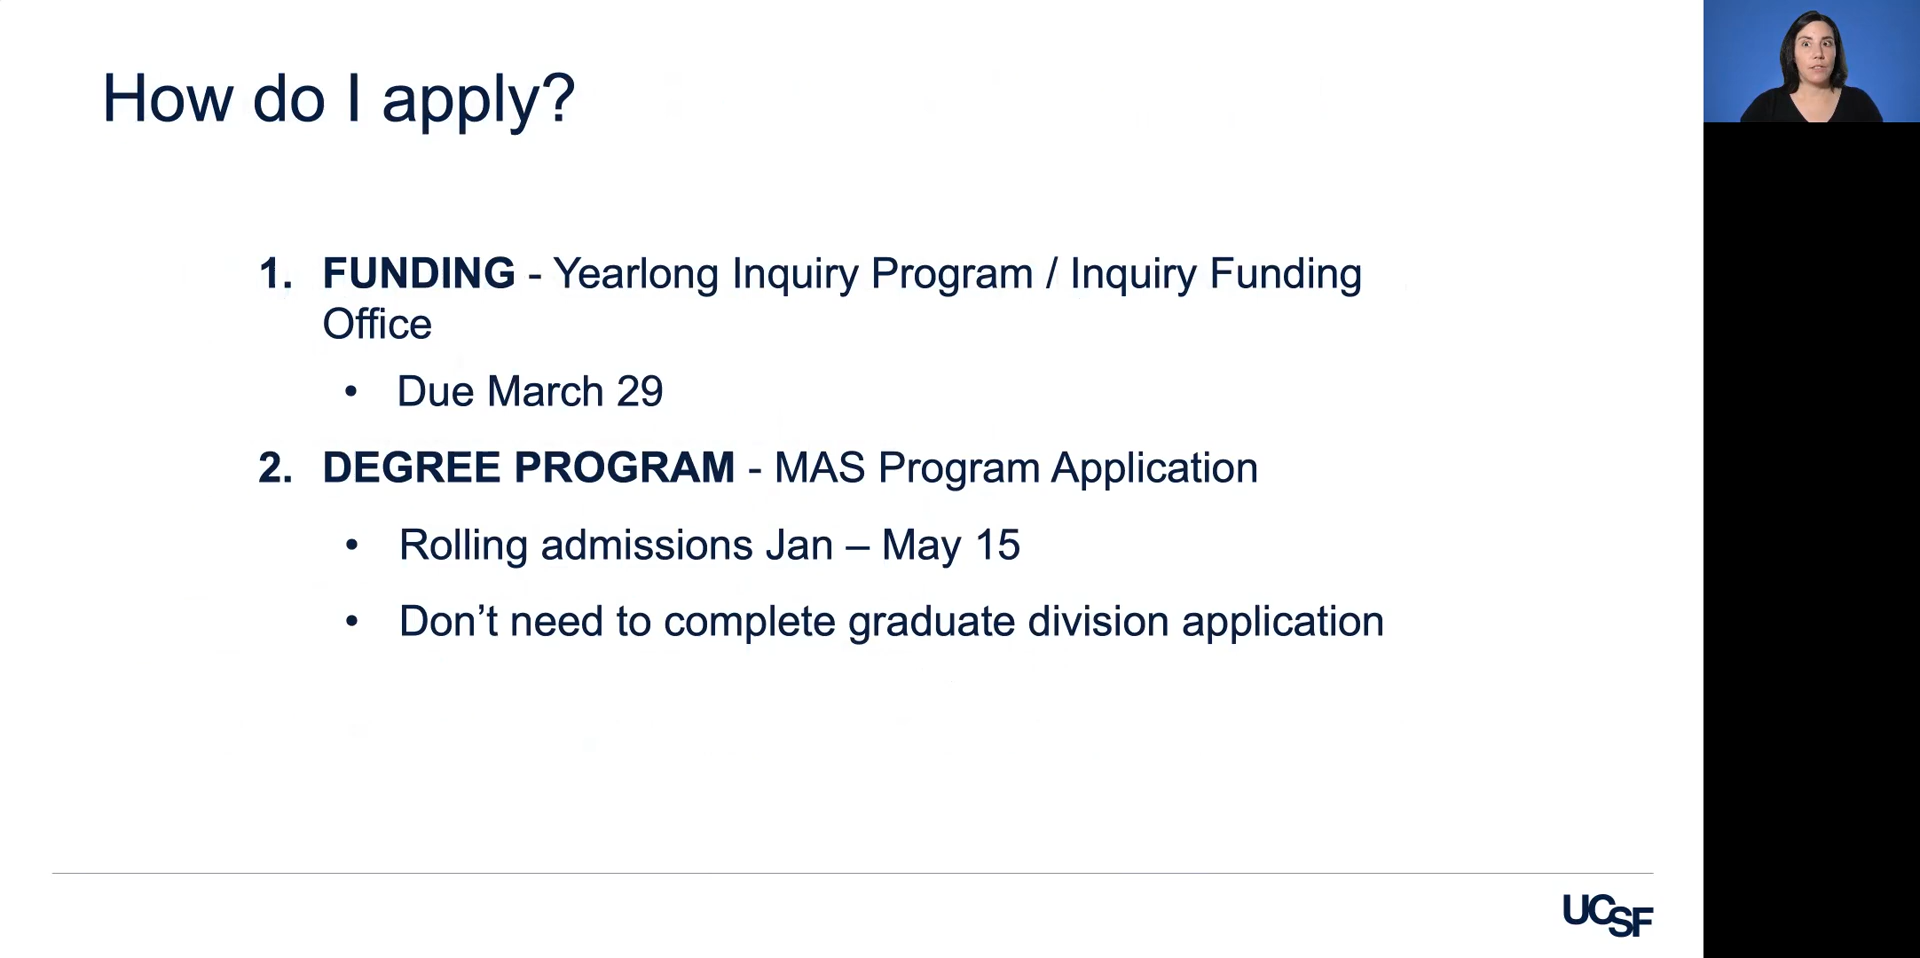 How do I apply?
1. FUNDING - Yearlong Inquiry Program / Inquiry Funding
Office
• Due March 29
2. DEGREE PROGRAM - MAS Program Application
• Rolling admissions Jan – May 15
• Don’t need to complete graduate division application
UCSF